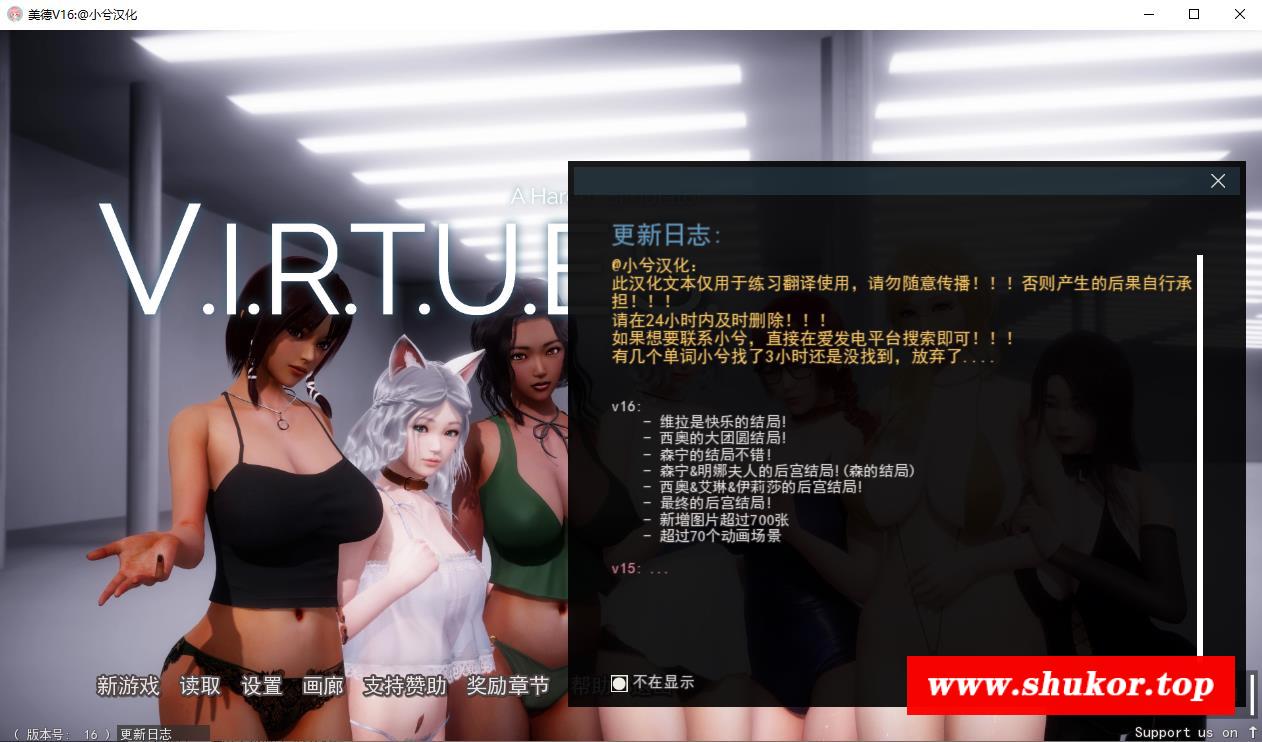 美德V16:@小兮汉化
A Har
V.I.R.T.U.E
更新日志:
@小兮汉化:
此汉化文本仅用于练习翻译使用，请勿随意传播！！！否则产生的后果自行承
担！！！
请在24小时内及时删除！！！
如果想要联系小兮，直接在爱发电平台搜索即可！！！
有几个单词小兮找了3小时还是没找到，放弃了....
v16:
- 维拉是快乐的结局!
- 西奥的大团圆结局!
- 森宁的结局不错!
- 森宁&明娜夫人的后宫结局!(森的结局)
- 西奥&艾琳&伊莉莎的后宫结局!
- 最终的后宫结局!
- 新增图片超过700张
- 超过70个动画场景
v15: ...
不在显示
新游戏 读取 设置 画廊 支持赞助 奖励章节 帮助
www.shukor.top
( 版本号: 16 ) 更新日志
Support us on ↑